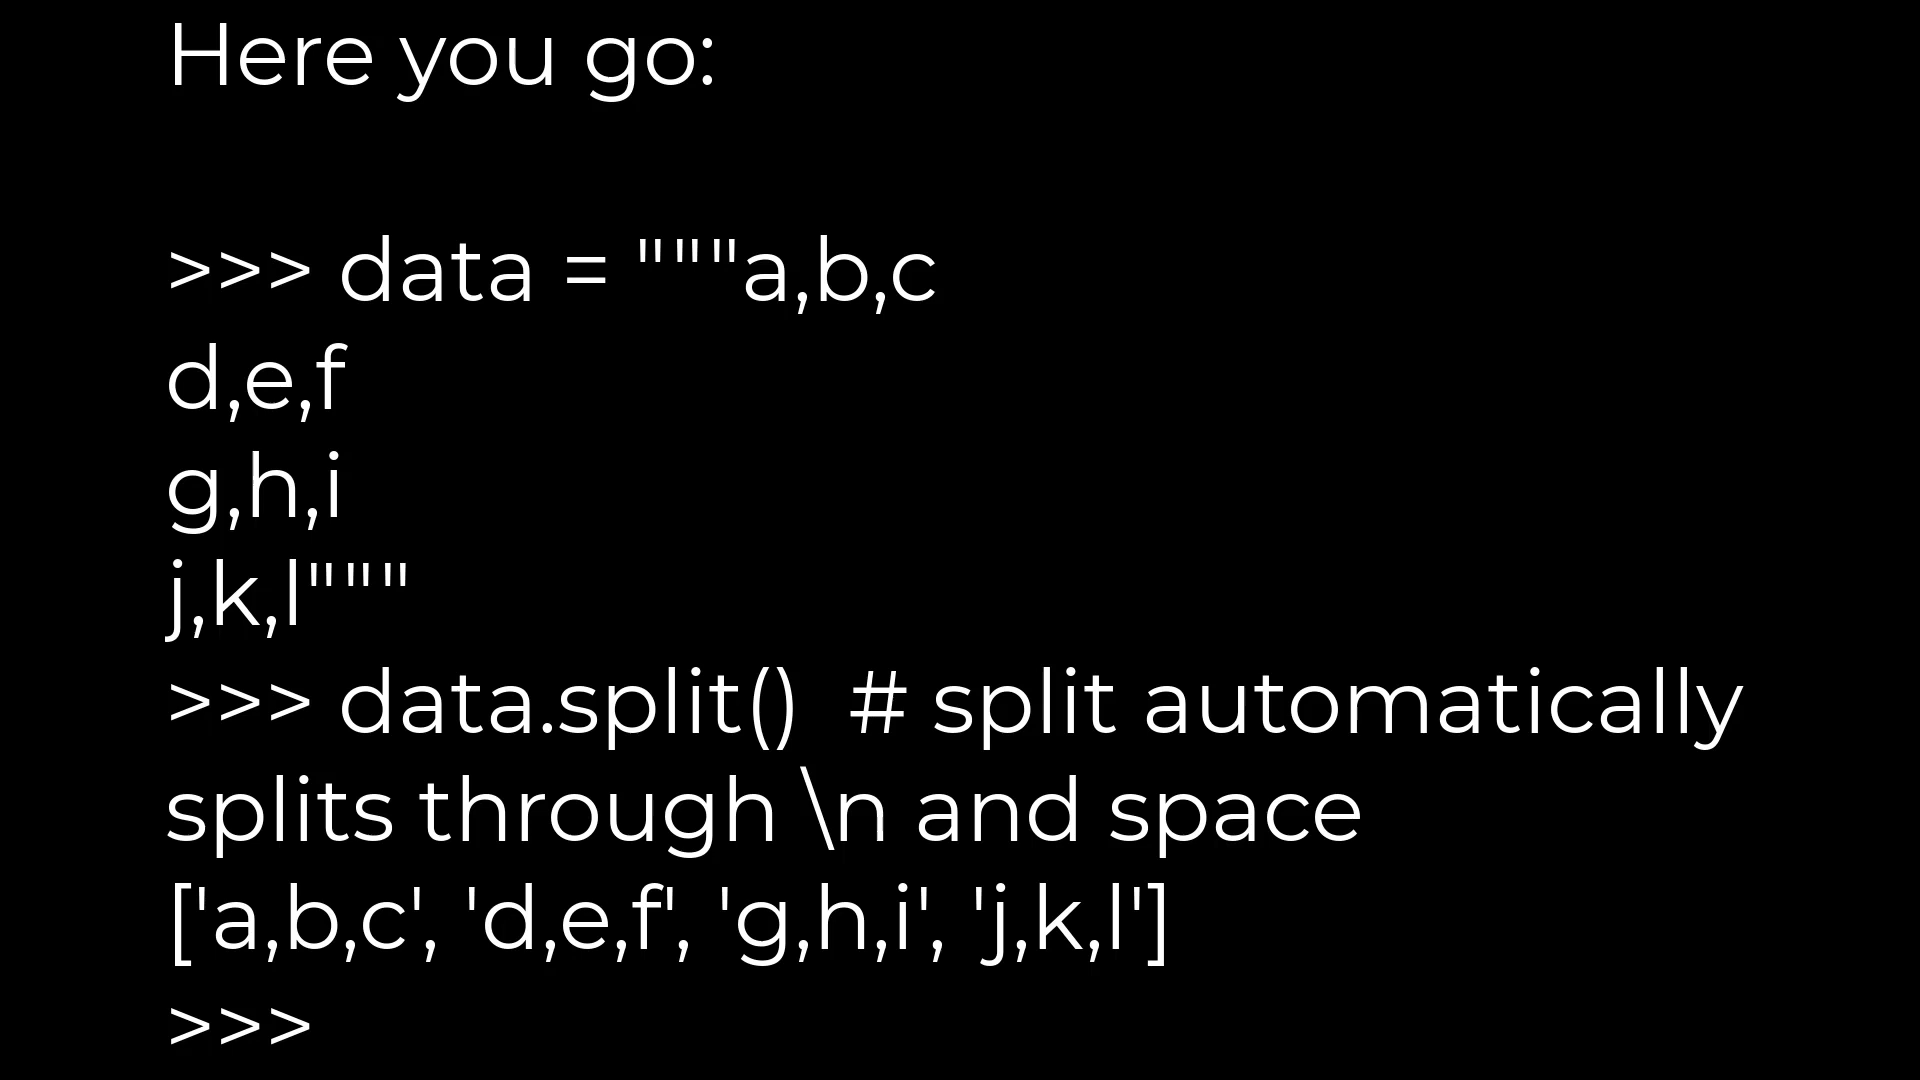 Here you go:
>>> data = """a,b,c
d,e,f
g,h,i
j,k,l"""
>>> data.split()  # split automatically
splits through \n and space
['a,b,c', 'd,e,f', 'g,h,i', 'j,k,l']
>>>